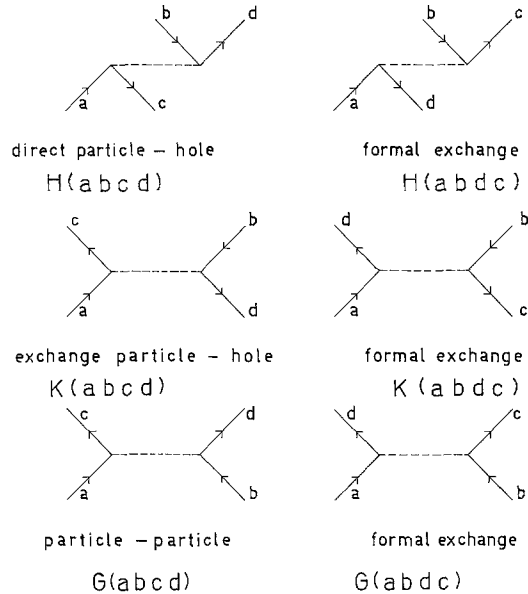 b d b c
a c a d
direct particle – hole formal exchange
H(abcd) H(abdc)
c b d b
a d a c
exchange particle – hole formal exchange
K(abcd) K(abdc)
c d d c
a b a b
particle – particle formal exchange
G(abcd) G(abdc)